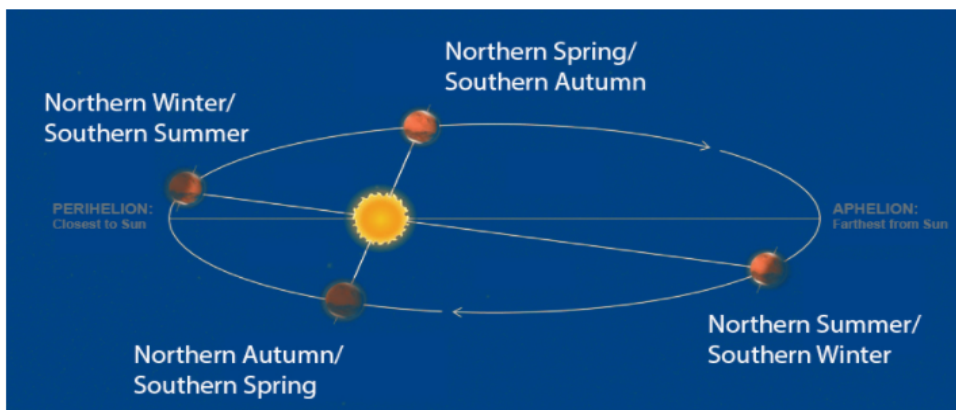 Northern Spring/
Southern Autumn
Northern Winter/
Southern Summer
PERIHELION:
Closest to Sun
APHELION:
Farthest from Sun
Northern Summer/
Southern Winter
Northern Autumn/
Southern Spring